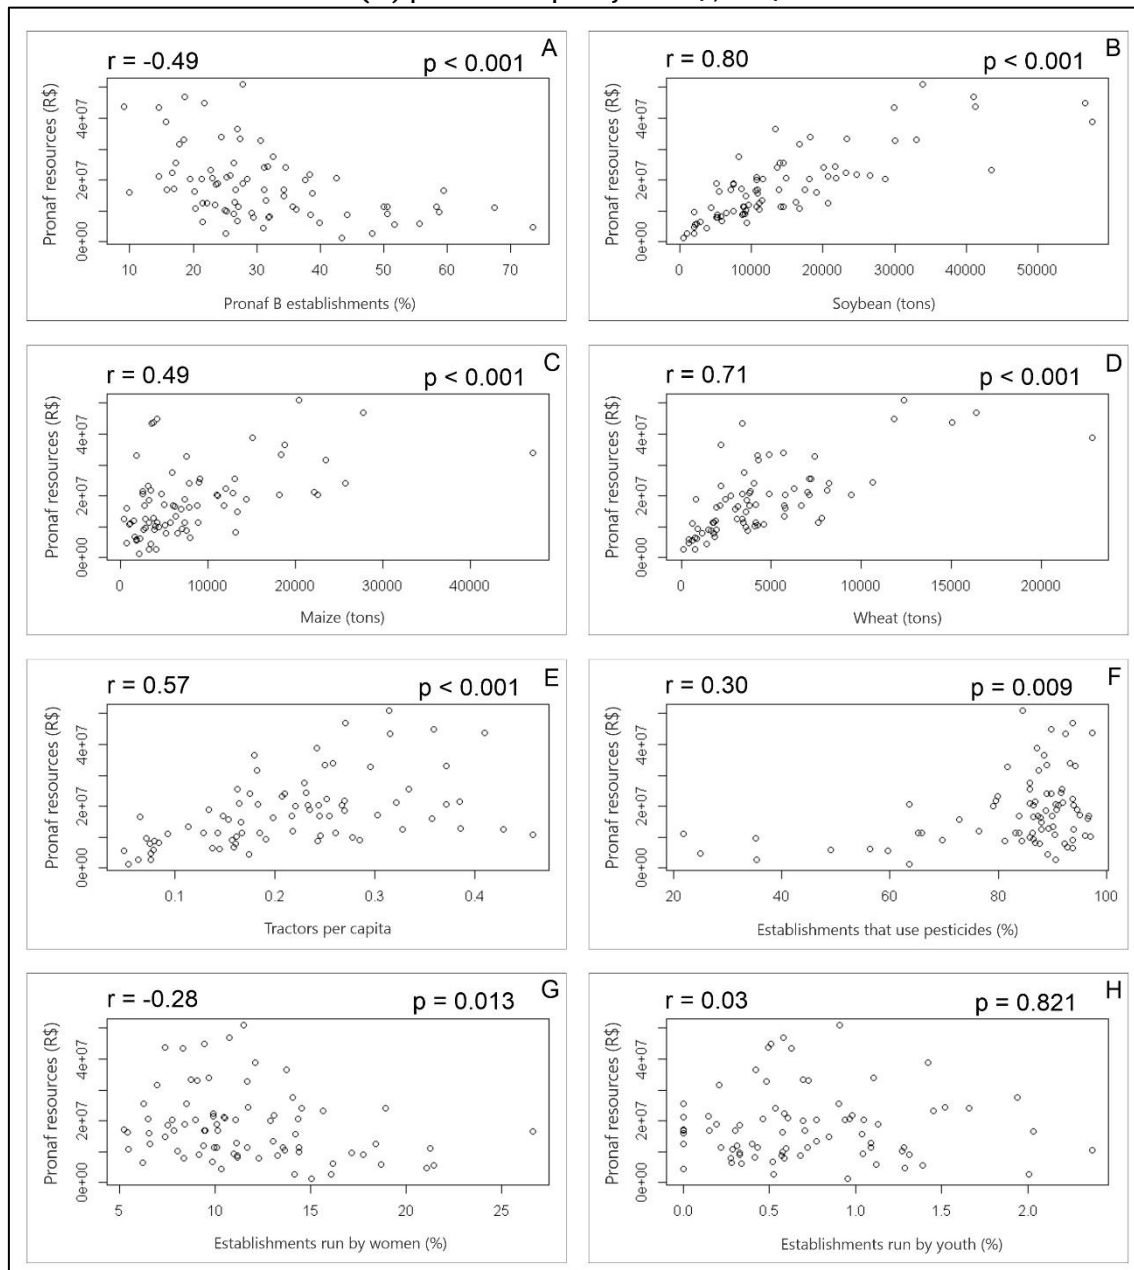 r = -0.49 p < 0.001 A
Pronaf resources (R$)
0e+00 2e+07 4e+07
10 20 30 40 50 60 70
Pronaf B establishments (%)
r = 0.80 p < 0.001 B
Pronaf resources (R$)
0e+00 2e+07 4e+07
0 10000 20000 30000 40000 50000
Soybean (tons)
r = 0.49 p < 0.001 C
Pronaf resources (R$)
0e+00 2e+07 4e+07
0 10000 20000 30000 40000
Maize (tons)
r = 0.71 p < 0.001 D
Pronaf resources (R$)
0e+00 2e+07 4e+07
0 5000 10000 15000 20000
Wheat (tons)
r = 0.57 p < 0.001 E
Pronaf resources (R$)
0e+00 2e+07 4e+07
0.1 0.2 0.3 0.4
Tractors per capita
r = 0.30 p = 0.009 F
Pronaf resources (R$)
0e+00 2e+07 4e+07
20 40 60 80 100
Establishments that use pesticides (%)
r = -0.28 p = 0.013 G
Pronaf resources (R$)
0e+00 2e+07 4e+07
5 10 15 20 25
Establishments run by women (%)
r = 0.03 p = 0.821 H
Pronaf resources (R$)
0e+00 2e+07 4e+07
0.0 0.5 1.0 1.5 2.0
Establishments run by youth (%)